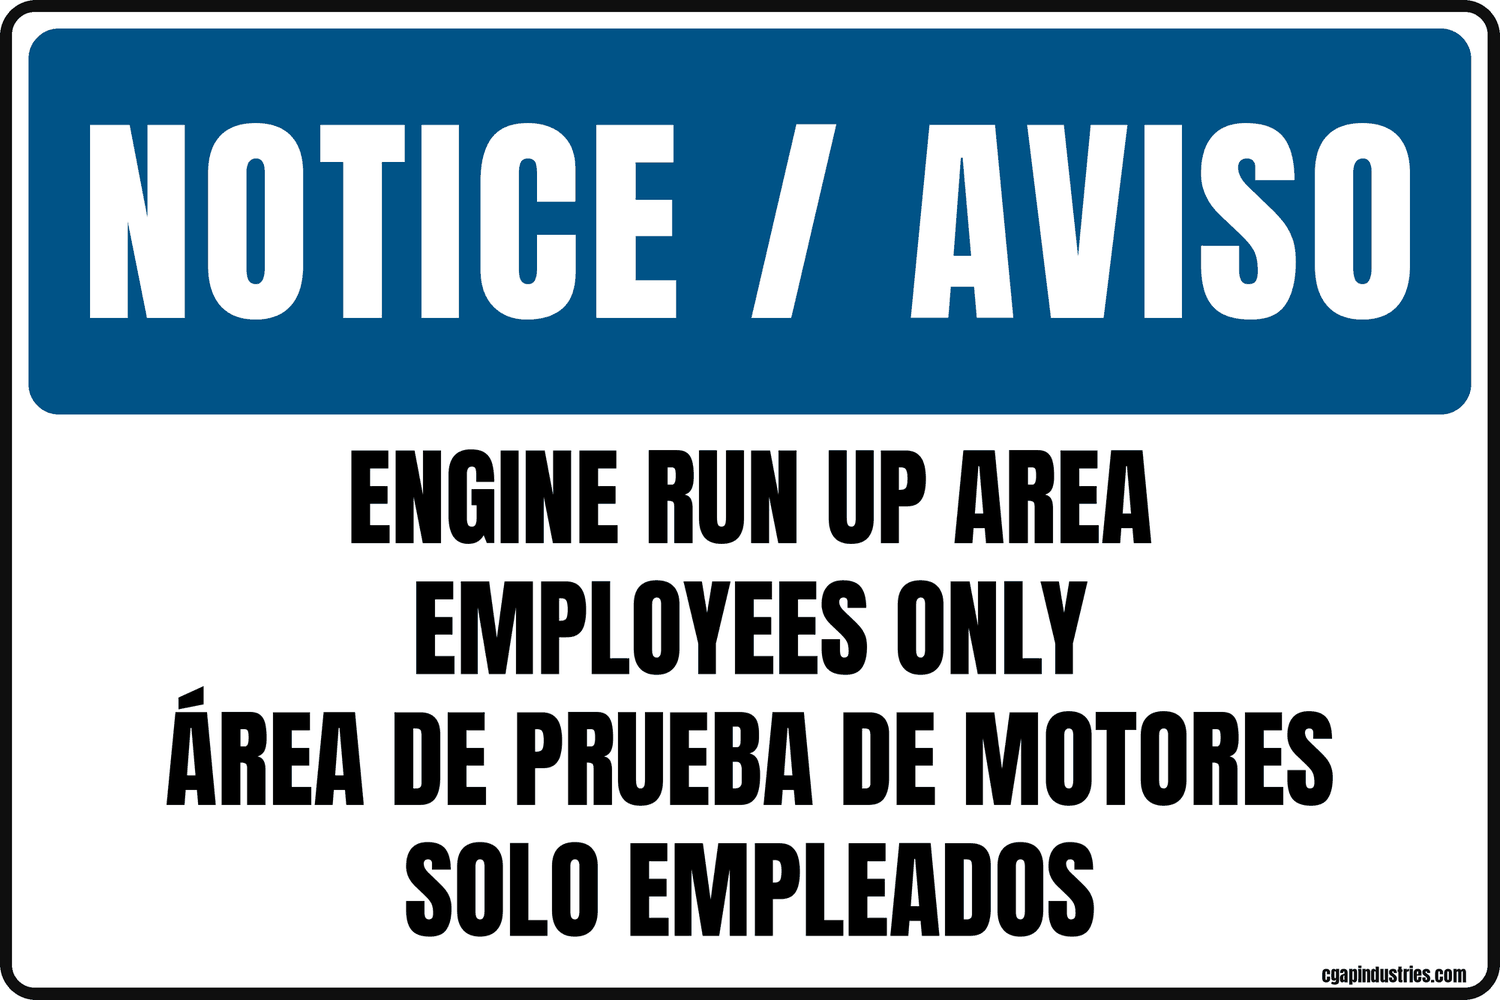 NOTICE / AVISO
ENGINE RUN UP AREA
EMPLOYEES ONLY
ÁREA DE PRUEBA DE MOTORES
SOLO EMPLEADOS
cgapindustries.com